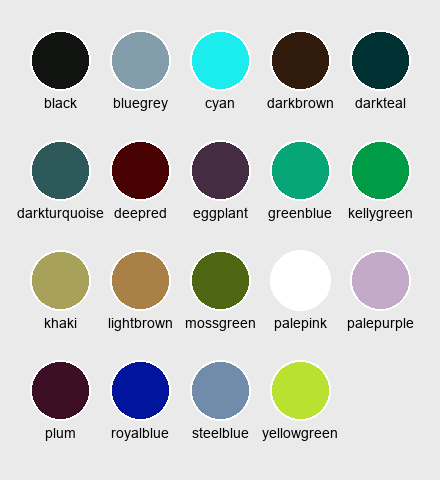 black bluegrey cyan darkbrown darkteal
darkturquoise deepred eggplant greenblue kellygreen
khaki lightbrown mossgreen palepink palepurple
plum royalblue steelblue yellowgreen